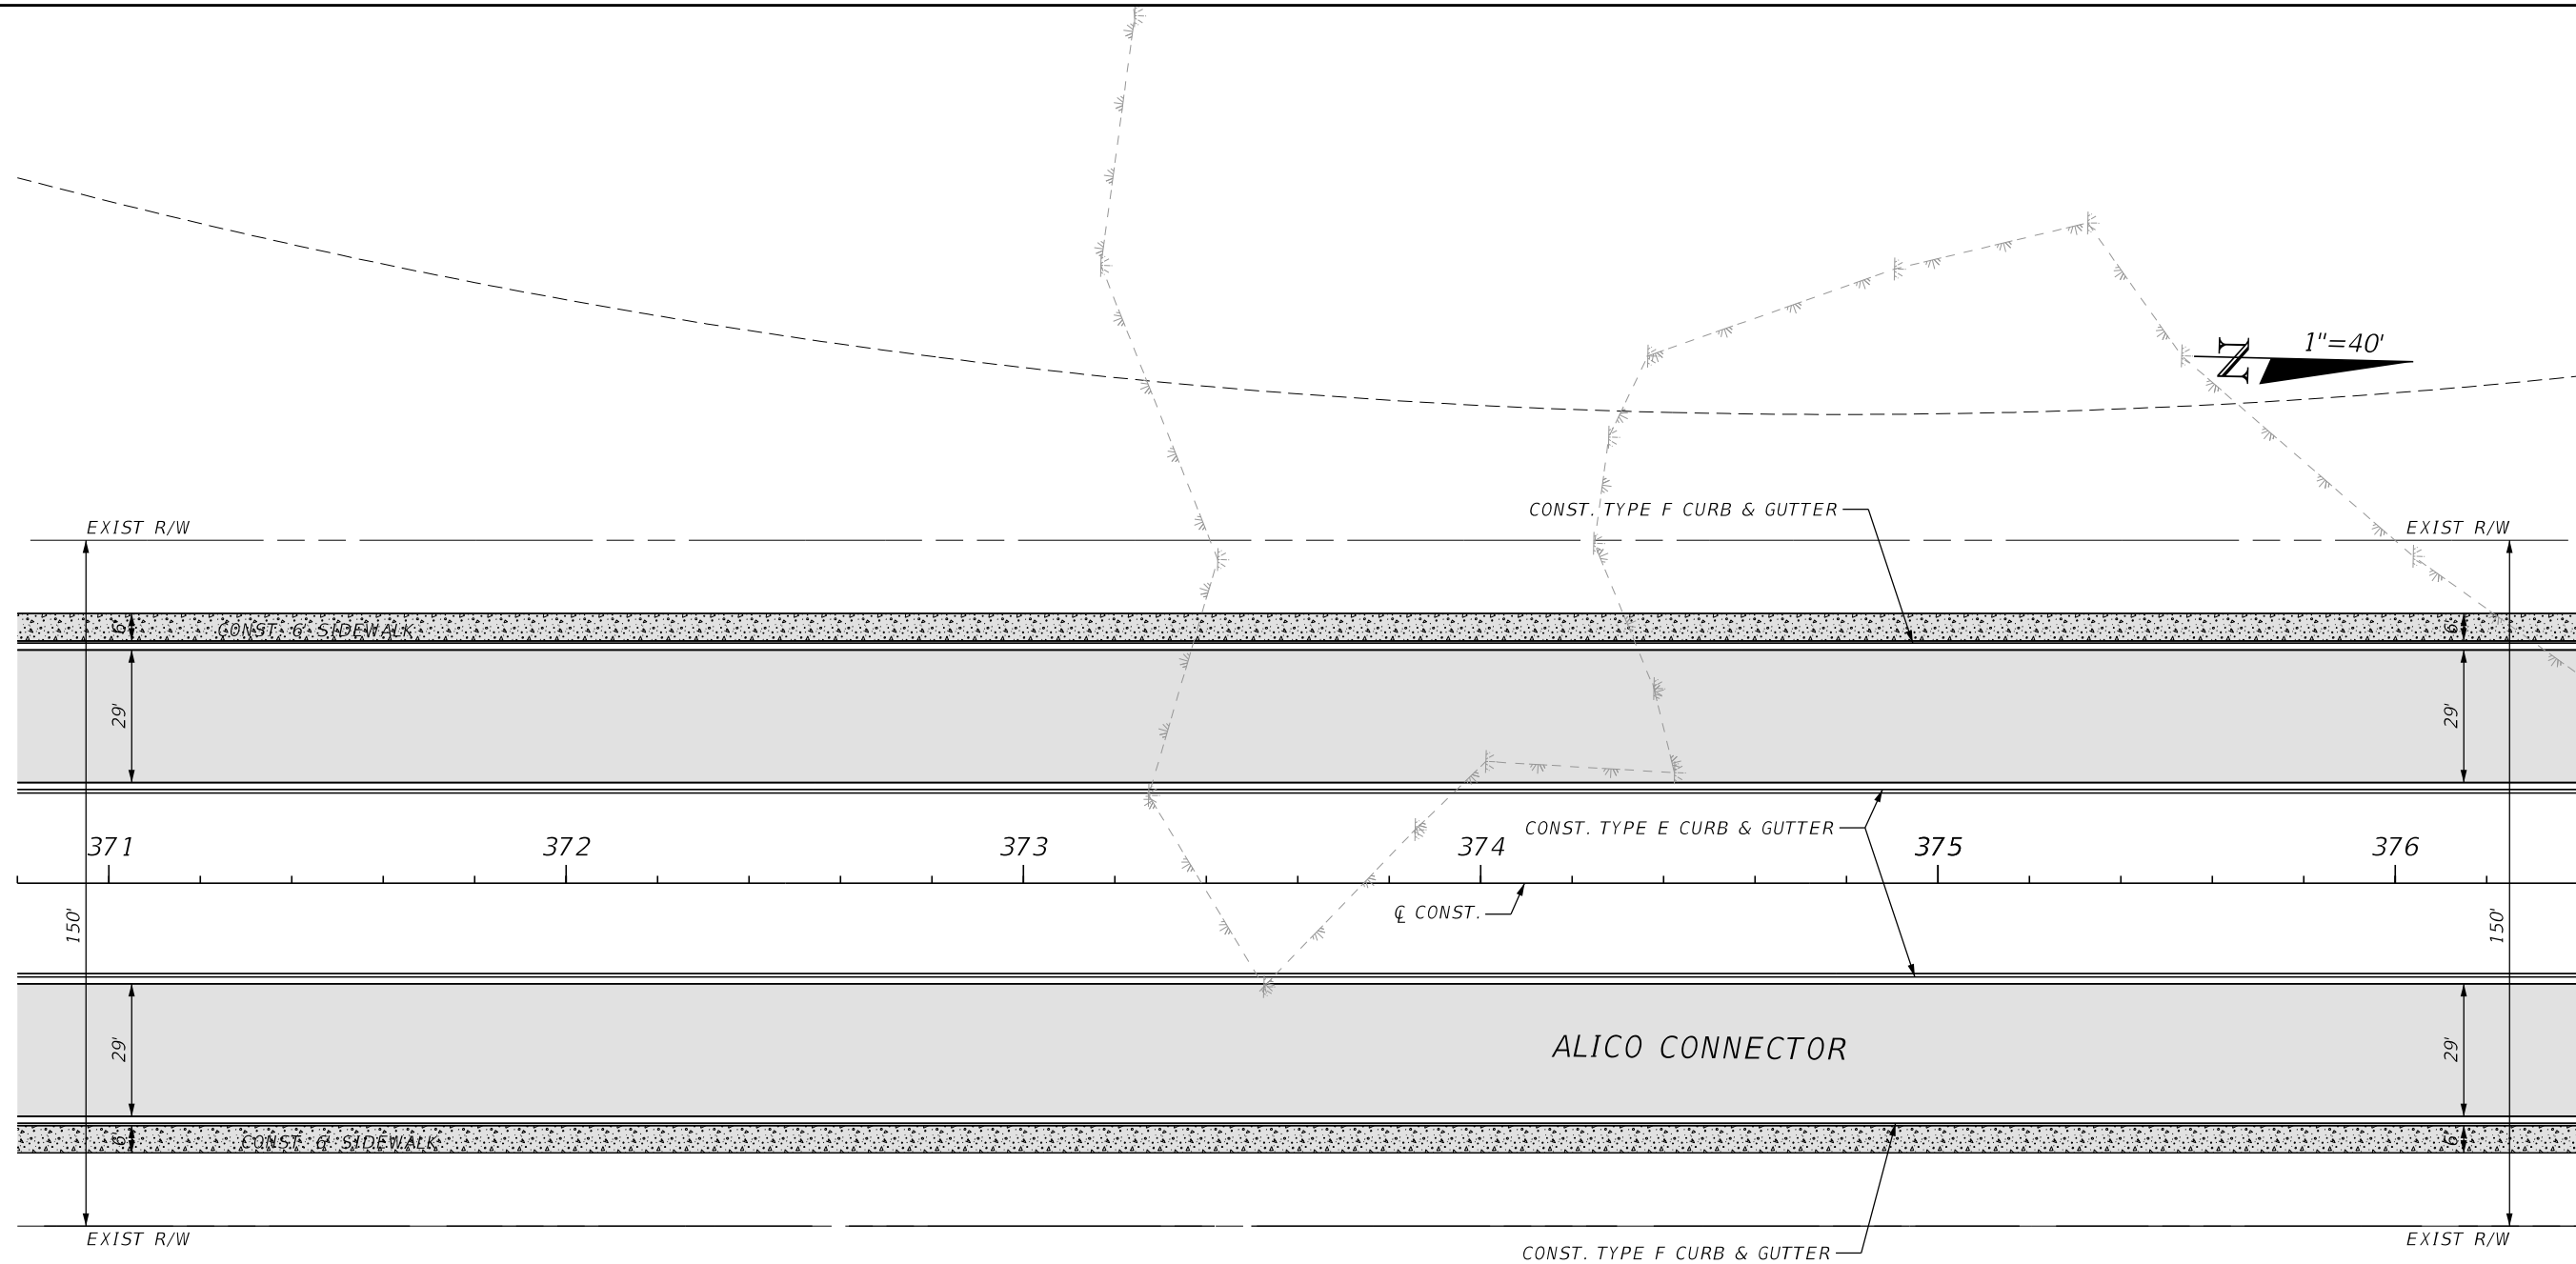 N
1"=40'
CONST. TYPE F CURB & GUTTER
EXIST R/W
EXIST R/W
6'
CONST. 6' SIDEWALK
6'
29'
29'
CONST. TYPE E CURB & GUTTER
371
372
373
374
375
376
150'
℄ CONST.
150'
29'
ALICO CONNECTOR
29'
6'
CONST. 6' SIDEWALK
6'
EXIST R/W
EXIST R/W
CONST. TYPE F CURB & GUTTER